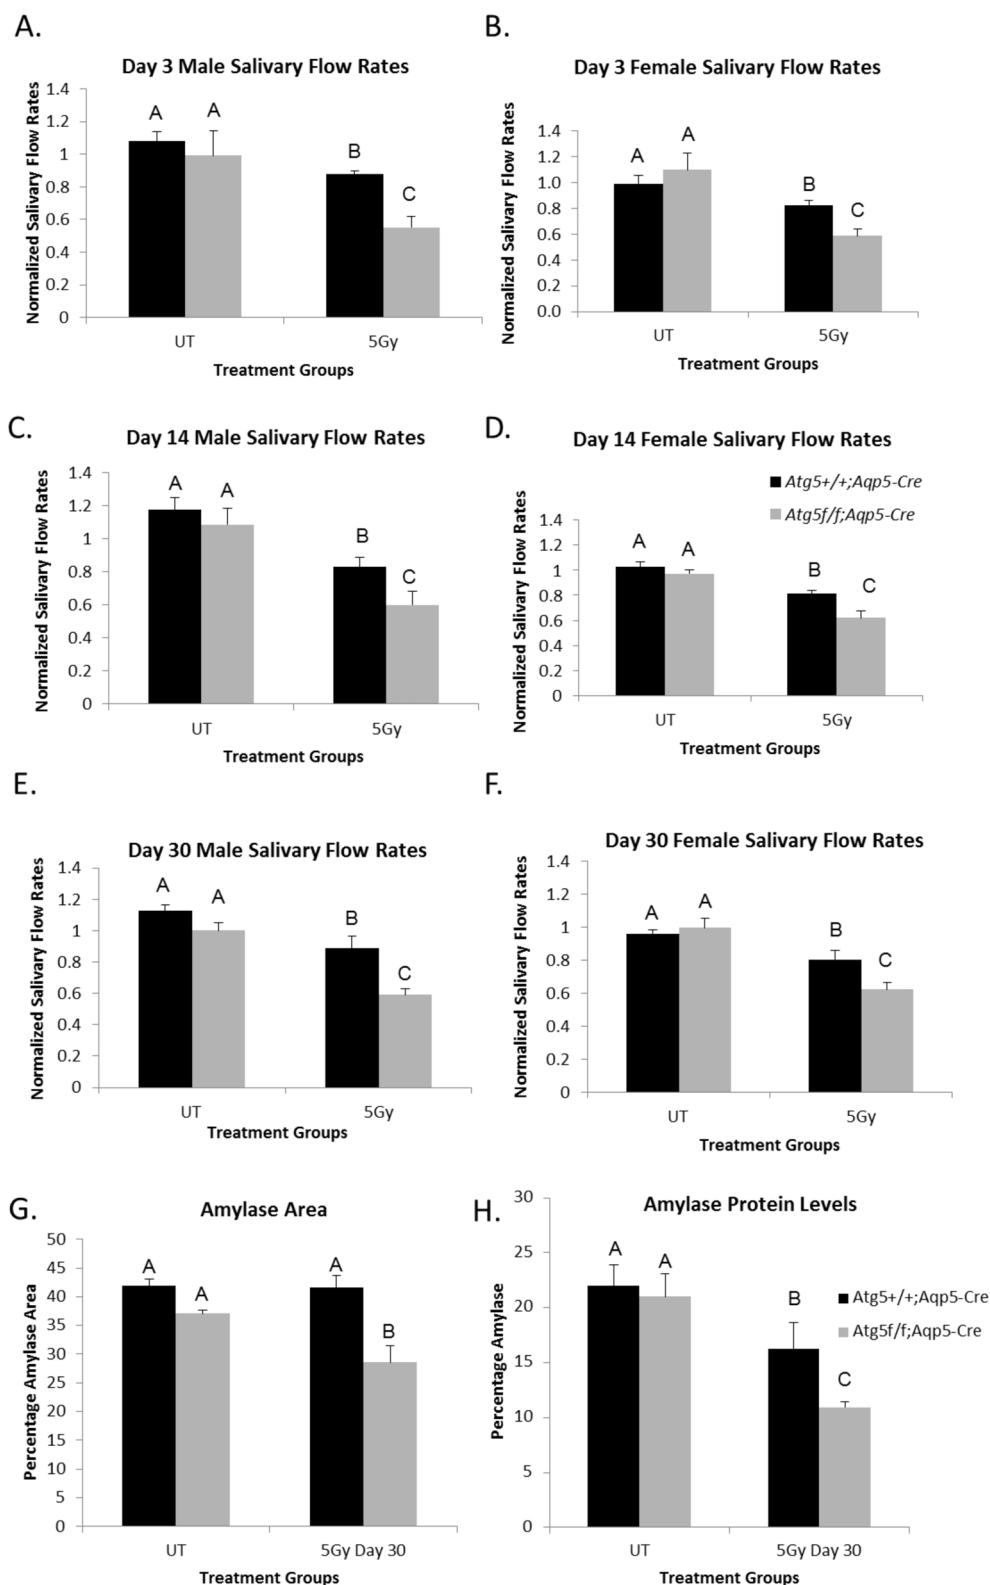 A.
Day 3 Male Salivary Flow Rates
Normalized Salivary Flow Rates
1.4
1.2
1
0.8
0.6
0.4
0.2
0
A
A
B
C
UT
5Gy
Treatment Groups
B.
Day 3 Female Salivary Flow Rates
Normalized Salivary Flow Rates
1.4
1.2
1.0
0.8
0.6
0.4
0.2
0.0
A
A
B
C
UT
5Gy
Treatment Groups
C.
Day 14 Male Salivary Flow Rates
Normalized Salivary Flow Rates
1.4
1.2
1
0.8
0.6
0.4
0.2
0
A
A
B
C
UT
5Gy
Treatment Groups
D.
Day 14 Female Salivary Flow Rates
Atg5+/+;Aqp5-Cre
Atg5f/f;Aqp5-Cre
Normalized Salivary Flow Rates
1.4
1.2
1
0.8
0.6
0.4
0.2
0
A
A
B
C
UT
5Gy
Treatment Groups
E.
Day 30 Male Salivary Flow Rates
Normalized Salivary Flow Rates
1.4
1.2
1
0.8
0.6
0.4
0.2
0
A
A
B
C
UT
5Gy
Treatment Groups
F.
Day 30 Female Salivary Flow Rates
Normalized Salivary Flow Rates
1.4
1.2
1
0.8
0.6
0.4
0.2
0
A
A
B
C
UT
5Gy
Treatment Groups
G.
Amylase Area
Percentage Amylase Area
50
45
40
35
30
25
20
15
10
5
0
A
A
A
B
UT
5Gy Day 30
Treatment Groups
H.
Amylase Protein Levels
Percentage Amylase
30
25
20
15
10
5
0
A
A
B
C
Atg5+/+;Aqp5-Cre
Atg5f/f;Aqp5-Cre
UT
5Gy Day 30
Treatment Groups